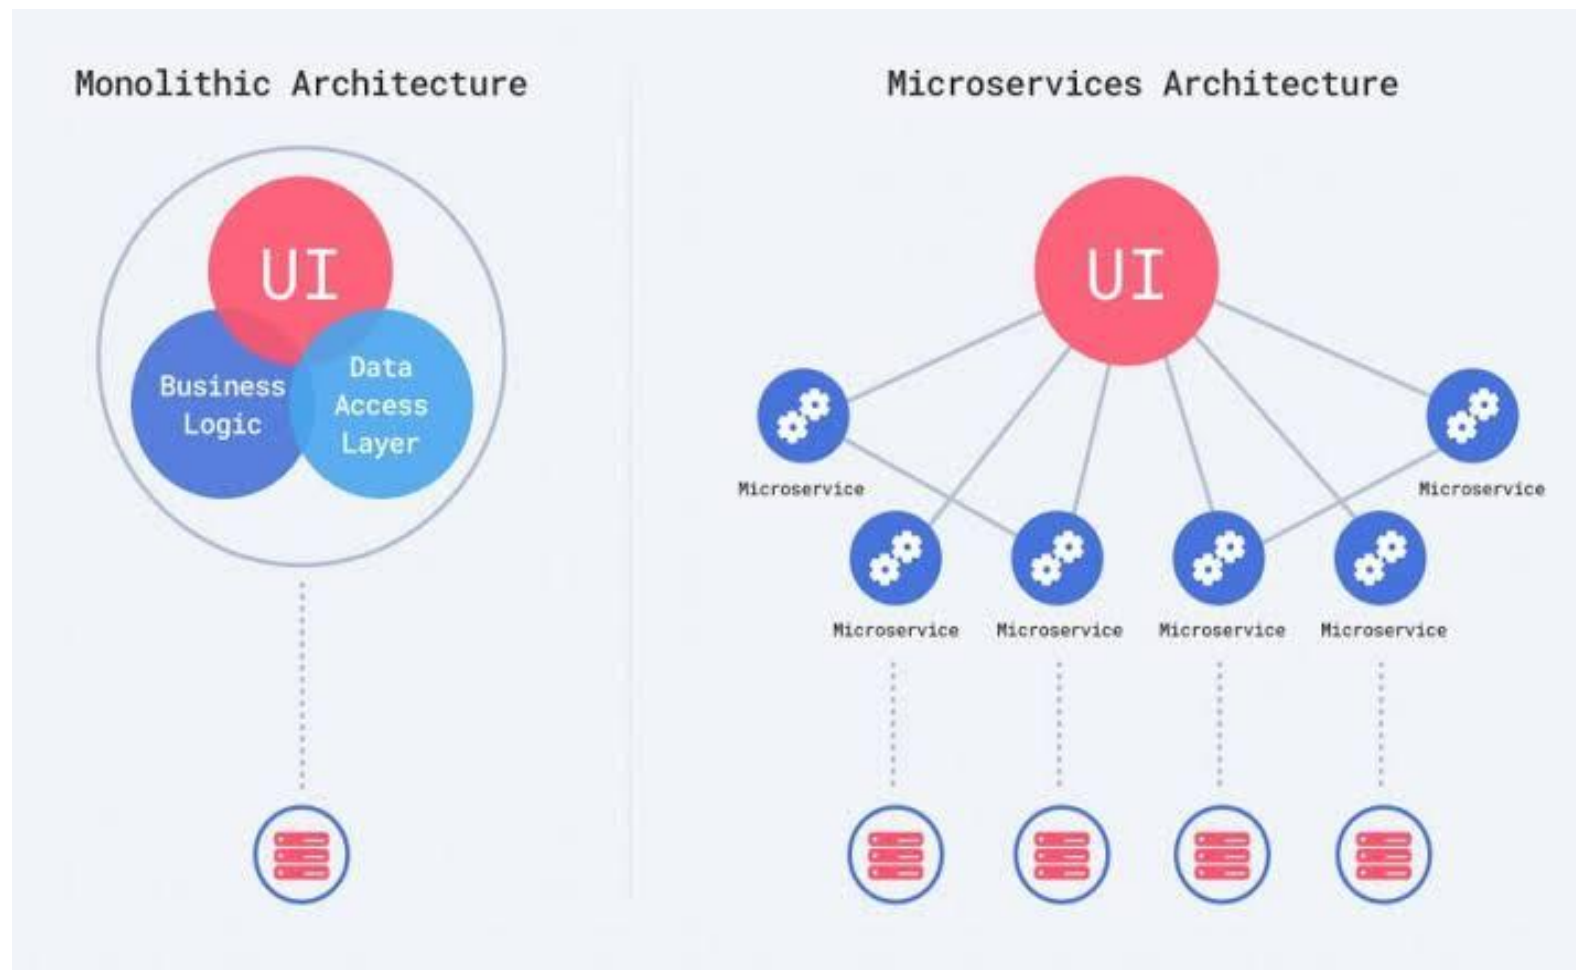 Monolithic Architecture
UI
Business
Logic
Data
Access
Layer
Microservices Architecture
UI
Microservice
Microservice
Microservice
Microservice
Microservice
Microservice